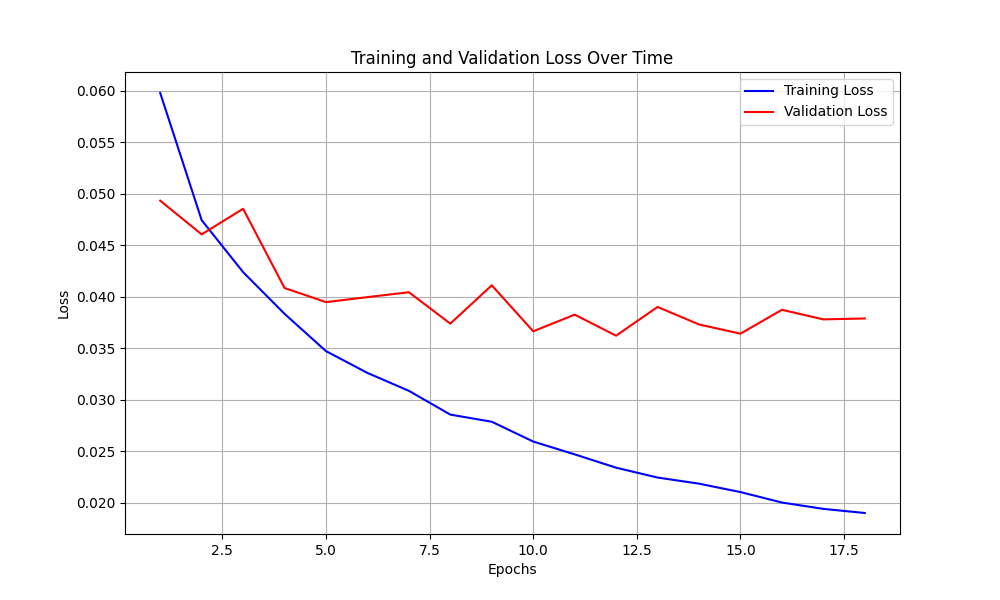 Training and Validation Loss Over Time
Training Loss
Validation Loss
0.060
0.055
0.050
0.045
0.040
0.035
0.030
0.025
0.020
Loss
2.5 5.0 7.5 10.0 12.5 15.0 17.5
Epochs